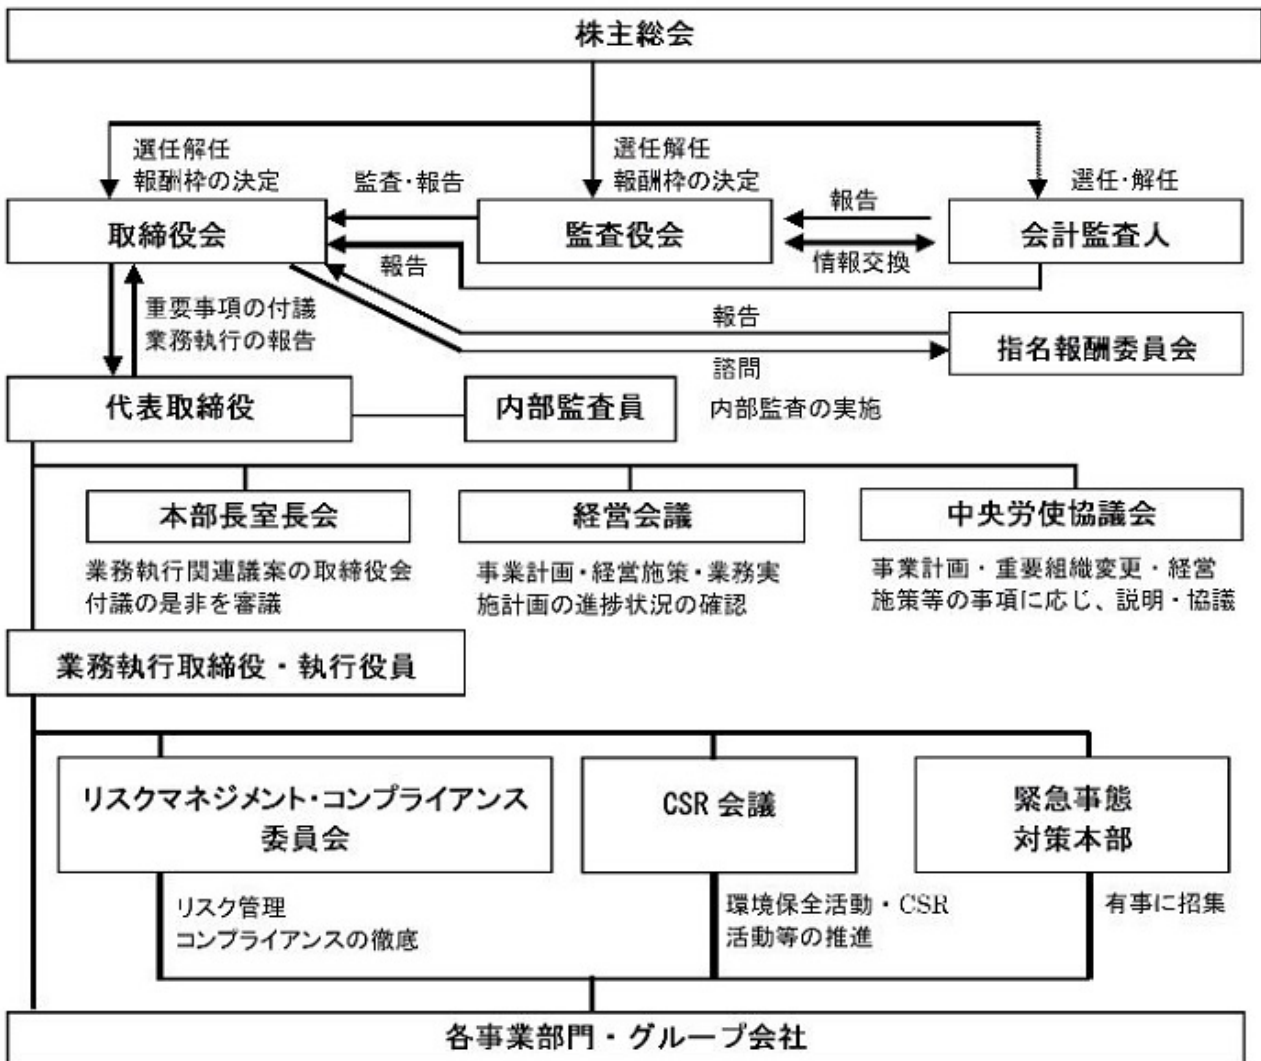 株主総会
選任解任
報酬枠の決定
監査・報告
選任解任
報酬枠の決定
選任・解任
取締役会
監査役会
報告
情報交換
会計監査人
報告
重要事項の付議
業務執行の報告
報告
諮問
指名報酬委員会
代表取締役
内部監査員
内部監査の実施
本部長室長会
経営会議
中央労使協議会
業務執行関連議案の取締役会
付議の是非を審議
事業計画・経営施策・業務実
施計画の進捗状況の確認
事業計画・重要組織変更・経営
施策等の事項に応じ、説明・協議
業務執行取締役・執行役員
リスクマネジメント・コンプライアンス
委員会
CSR 会議
緊急事態
対策本部
リスク管理
コンプライアンスの徹底
環境保全活動・CSR
活動等の推進
有事に招集
各事業部門・グループ会社